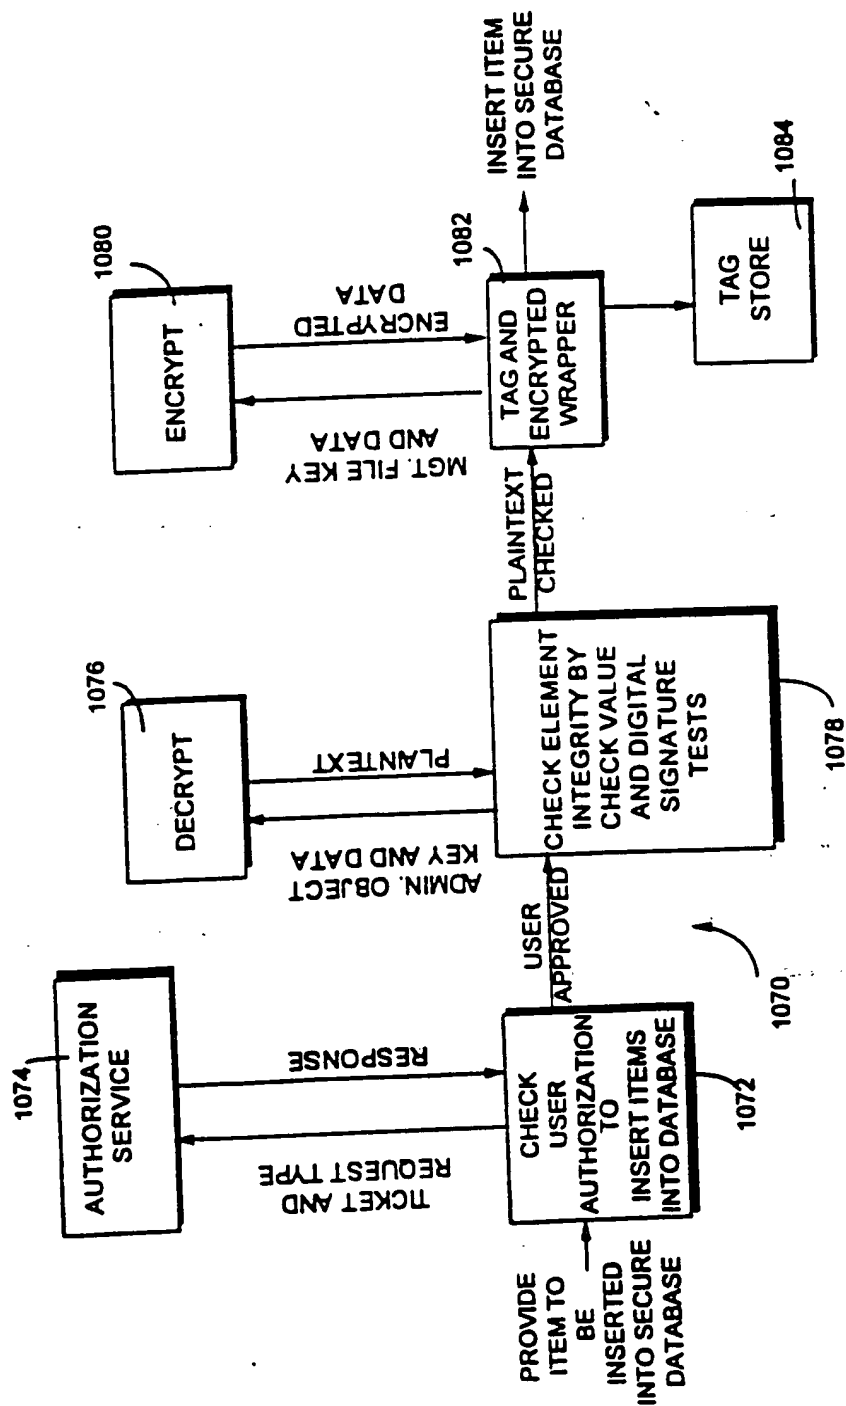 PROVIDE
ITEM TO
BE
INSERTED
INTO SECURE
DATABASE
CHECK
USER
AUTHORIZATION
TO
INSERT ITEMS
INTO DATABASE
1072
TICKET AND
REQUEST TYPE
RESPONSE
AUTHORIZATION
SERVICE
1074
USER
APPROVED
1070
CHECK ELEMENT
INTEGRITY BY
CHECK VALUE
AND DIGITAL
SIGNATURE
TESTS
1078
ADMIN. OBJECT
KEY AND DATA
PLAINTEXT
DECRYPT
1076
PLAINTEXT
CHECKED
TAG AND
ENCRYPTED
WRAPPER
1082
MGT. FILE KEY
AND DATA
ENCRYPTED
DATA
ENCRYPT
1080
INSERT ITEM
INTO SECURE
DATABASE
TAG
STORE
1084